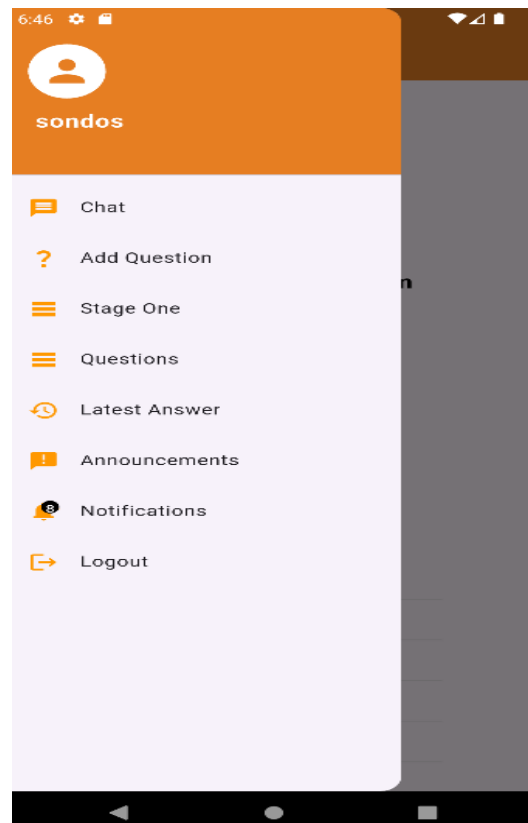 6:46
sondos
Chat
Add Question
Stage One
Questions
Latest Answer
Announcements
8
Notifications
Logout